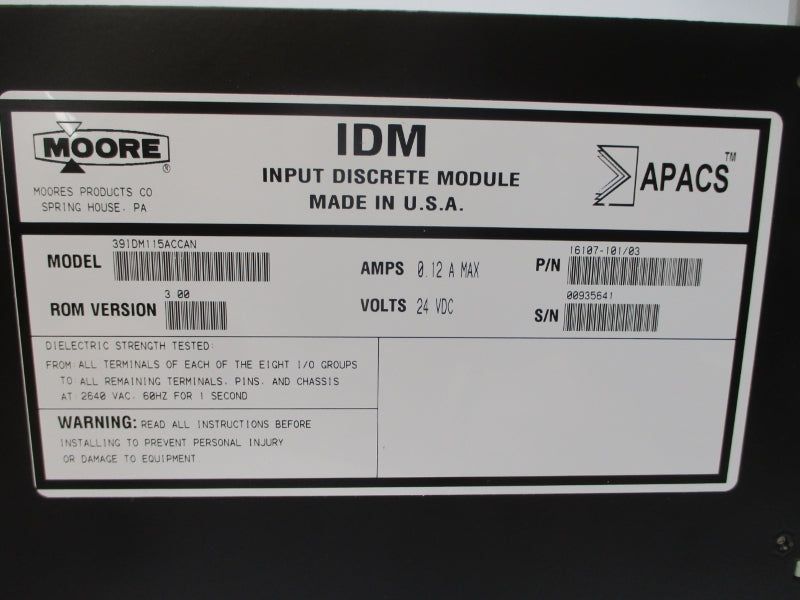 MOORE
®
MOORES PRODUCTS CO
SPRING HOUSE, PA
IDM
INPUT DISCRETE MODULE
MADE IN U.S.A.
APACS™
MODEL 39IDM115ACCAN
ROM VERSION 3.00
AMPS 0.12 A MAX
VOLTS 24 VDC
P/N 16107-101/03
S/N 00935641
DIELECTRIC STRENGTH TESTED:
FROM ALL TERMINALS OF EACH OF THE EIGHT I/O GROUPS
TO ALL REMAINING TERMINALS, PINS, AND CHASSIS
AT 2640 VAC, 60HZ FOR 1 SECOND
WARNING: READ ALL INSTRUCTIONS BEFORE
INSTALLING TO PREVENT PERSONAL INJURY
OR DAMAGE TO EQUIPMENT